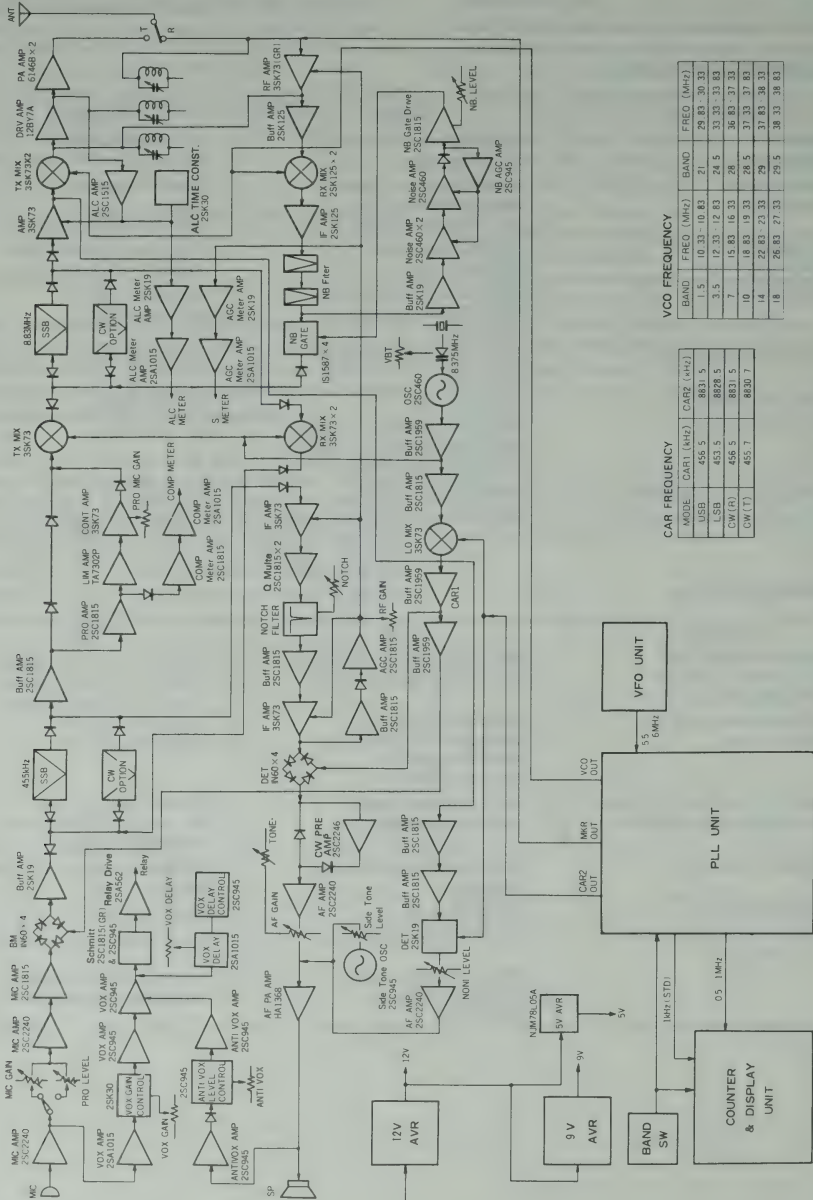 ANT
T
R
MIC
MIC AMP
2SC2240
MIC GAIN
PRO LEVEL
MIC AMP
2SC2240
MIC AMP
2SC1815
BM
IN60 × 4
Buff AMP
2SK19
455kHz
SSB
CW
OPTION
Buff AMP
2SC1815
PRO AMP
2SC1815
LIM AMP
TA7302P
CONT AMP
3SK73
PRO MIC GAIN
COMP
Meter AMP
2SC1815
COMP
Meter AMP
2SA1015
COMP METER
TX MIX
3SK73
8.83MHz
SSB
CW
OPTION
AMP
3SK73
TX MIX
3SK73X2
DRV AMP
12BY7A
PA AMP
6146B × 2
ALC AMP
2SC1515
ALC TIME CONST.
2SK30
ALC Meter
AMP 2SK19
ALC Meter
AMP
2SA1015
ALC
METER
AGC
Meter AMP
2SK19
AGC
Meter AMP
2SA1015
S
METER
RF AMP
3SK73(GR)
Buff AMP
2SK125
RX MIX
2SK125 × 2
IF AMP
2SK125
NB Fiter
NB
GATE
IS1587 × 4
RX MIX
3SK73 × 2
VOX AMP
2SA1015
VOX GAIN
CONTROL
2SK30
VOX GAIN
VOX AMP
2SC945
VOX AMP
2SC945
Schmitt
2SC1815(GR)
& 2SC945
Relay Drive
2SA562
Relay
VOX DELAY
VOX
DELAY
2SA1015
VOX
DELAY
CONTROL
2SC945
ANTIVOX AMP
2SC945
ANTI VOX
LEVEL
CONTROL
2SC945
ANTI VOX
ANTI VOX AMP
2SC945
IF AMP
3SK73
Q Multe
2SC1815 × 2
NOTCH
FILTER
NOTCH
Buff AMP
2SC1815
IF AMP
3SK73
AGC AMP
2SC1815
RF GAIN
Buff AMP
2SC1815
DET
IN60 × 4
TONE
CW PRE
AMP
2SC2246
AF AMP
2SC2240
AF GAIN
AF PA AMP
HA1368
SP
Side Tone
Level
Side Tone OSC
2SC945
Buff AMP
2SK19
Noise AMP
2SC460 × 2
Noise AMP
2SC460
NB Gate Drive
2SC1815
NB LEVEL
NB AGC AMP
2SC945
VBT
8.375MHz
OSC
2SC460
Buff AMP
2SC1959
Buff AMP
2SC1815
LO MIX
3SK73
Buff AMP
2SC1959
CAR1
Buff AMP
2SC1959
Buff AMP
2SC1815
Buff AMP
2SC1815
DET
2SK19
NONI LEVEL
AF AMP
2SC2240
12V
AVR
12V
9V
AVR
9V
NJM78L05A
5V AVR
5V
BAND
SW
COUNTER
& DISPLAY
UNIT
1kHz(STD)
0.5 1MHz
PLL UNIT
CAR2
OUT
MKR
OUT
VCO
OUT
5.5
6MHz
VFO UNIT
CAR FREQUENCY
MODE CAR1 (kHz) CAR2 (kHz)
USB 456.5 8831.5
LSB 453.5 8828.5
CW(R) 456.5 8831.5
CW(T) 455.7 8830.7
VCO FREQUENCY
BAND FREQ (MHz) BAND FREQ (MHz)
1.5 10.33 - 10.83 21 29.83 - 30.33
3.5 12.33 - 12.83 24.5 33.33 - 33.83
7 15.83 - 16.33 28 36.83 - 37.33
10 18.83 - 19.33 28.5 37.33 - 37.83
14 22.83 - 23.33 29 37.83 - 38.33
18 26.83 - 27.33 29.5 38.33 - 38.83